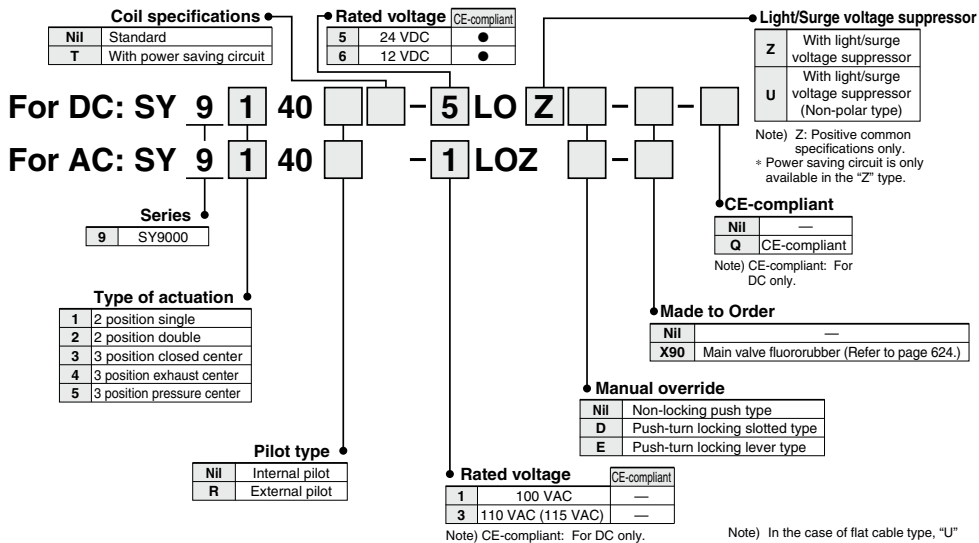 Coil specifications
Nil Standard
T With power saving circuit
Rated voltage CE-compliant
5 24 VDC ●
6 12 VDC ●
Light/Surge voltage suppressor
Z With light/surge
voltage suppressor
U With light/surge
voltage suppressor
(Non-polar type)
Note) Z: Positive common
specifications only.
* Power saving circuit is only
available in the "Z" type.
For DC: SY 9 1 40 – 5 LO Z – –
For AC: SY 9 1 40 – 1 LOZ –
Series
9 SY9000
CE-compliant
Nil —
Q CE-compliant
Note) CE-compliant: For
DC only.
Type of actuation
1 2 position single
2 2 position double
3 3 position closed center
4 3 position exhaust center
5 3 position pressure center
Made to Order
Nil —
X90 Main valve fluororubber (Refer to page 624.)
Manual override
Nil Non-locking push type
D Push-turn locking slotted type
E Push-turn locking lever type
Pilot type
Nil Internal pilot
R External pilot
Rated voltage CE-compliant
1 100 VAC —
3 110 VAC (115 VAC) —
Note) CE-compliant: For DC only.
Note) In the case of flat cable type, "U"